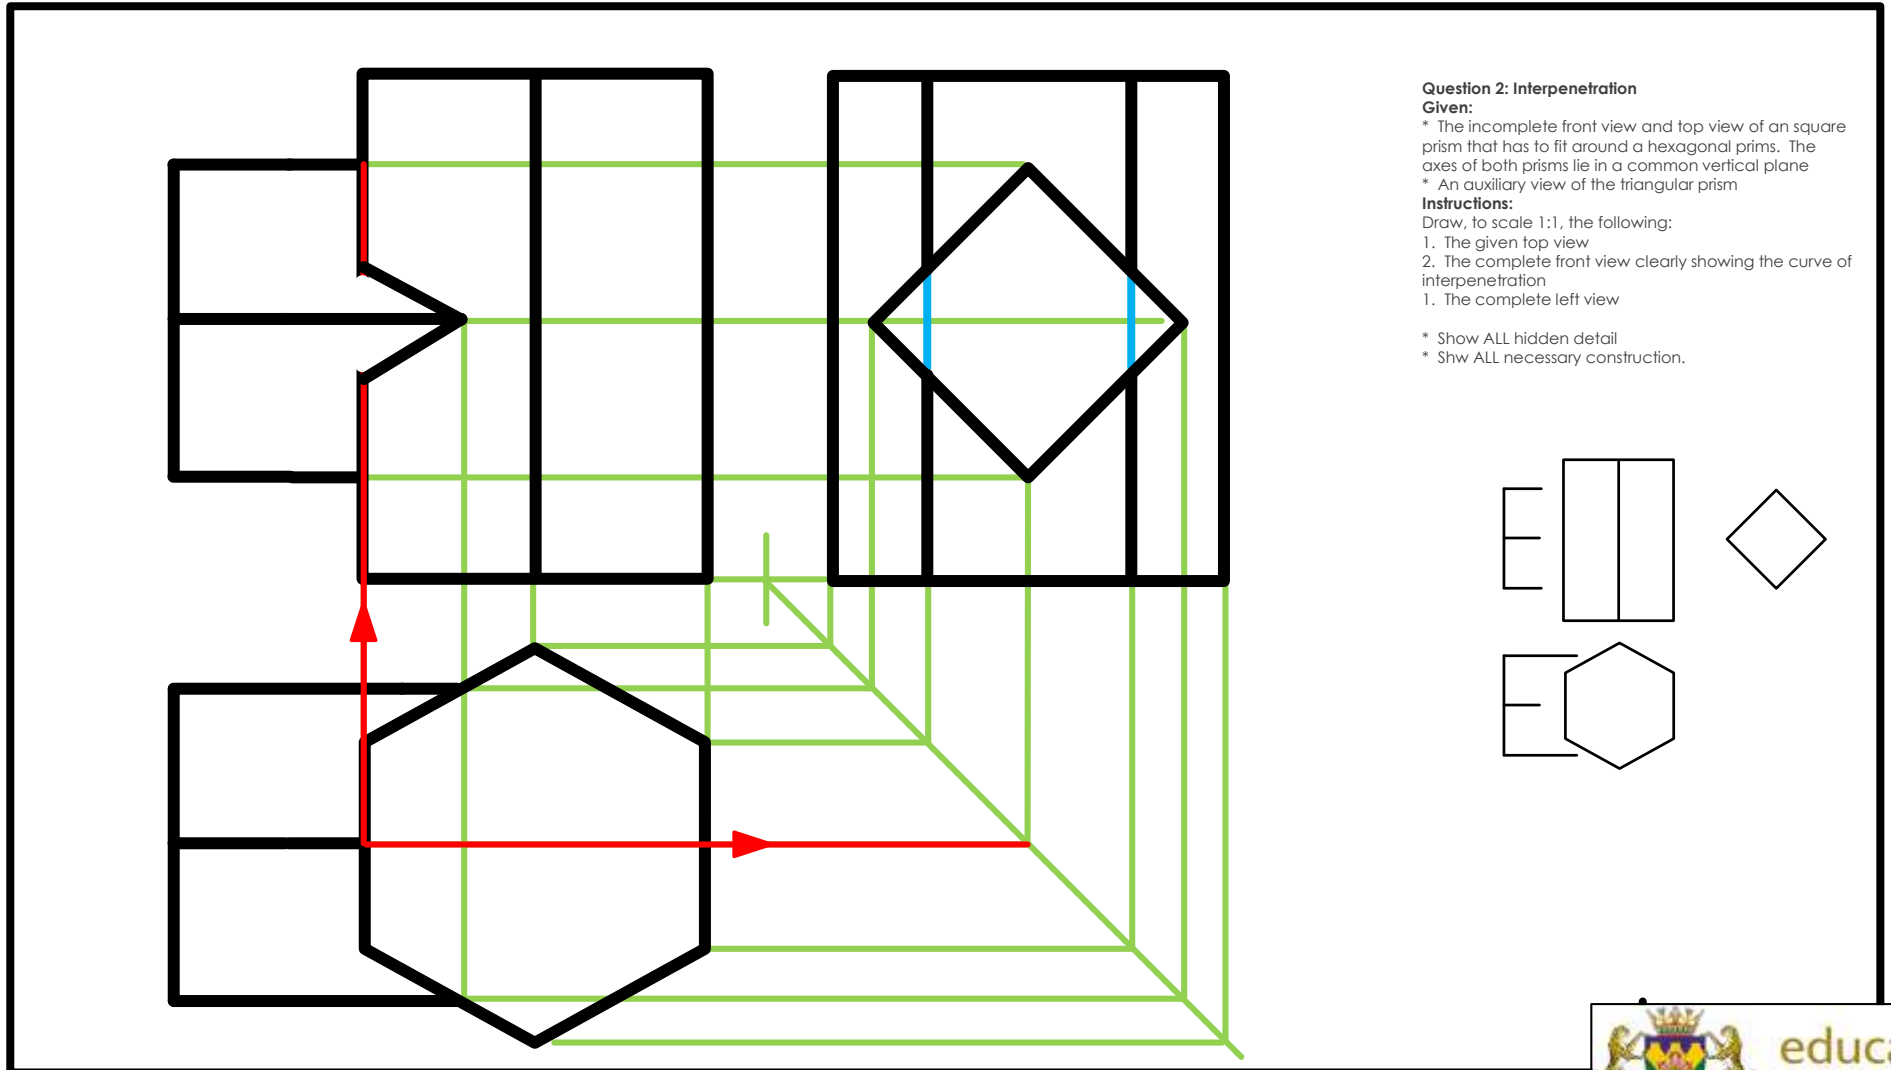 Question 2: Interpenetration
Given:
* The incomplete front view and top view of an square
prism that has to fit around a hexagonal prims. The
axes of both prisms lie in a common vertical plane
* An auxiliary view of the triangular prism
Instructions:
Draw, to scale 1:1, the following:
1. The given top view
2. The complete front view clearly showing the curve of
interpenetration
1. The complete left view
* Show ALL hidden detail
* Shw ALL necessary construction.
educa